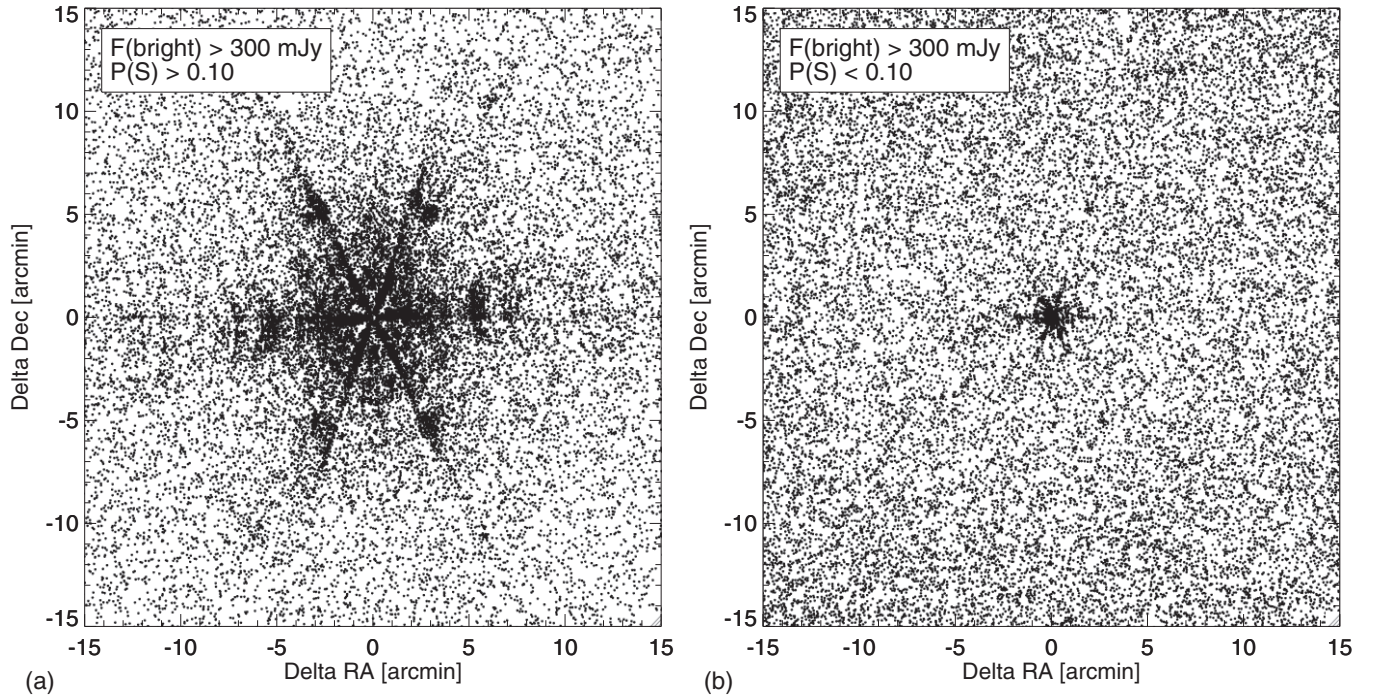 F(bright) > 300 mJy
P(S) > 0.10
15
10
5
0
-5
-10
-15
Delta Dec [arcmin]
-15 -10 -5 0 5 10 15
Delta RA [arcmin]
(a)
F(bright) > 300 mJy
P(S) < 0.10
15
10
5
0
-5
-10
-15
Delta Dec [arcmin]
-15 -10 -5 0 5 10 15
Delta RA [arcmin]
(b)